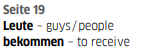 Seite 19
Leute – guys/people
bekommen – to receive